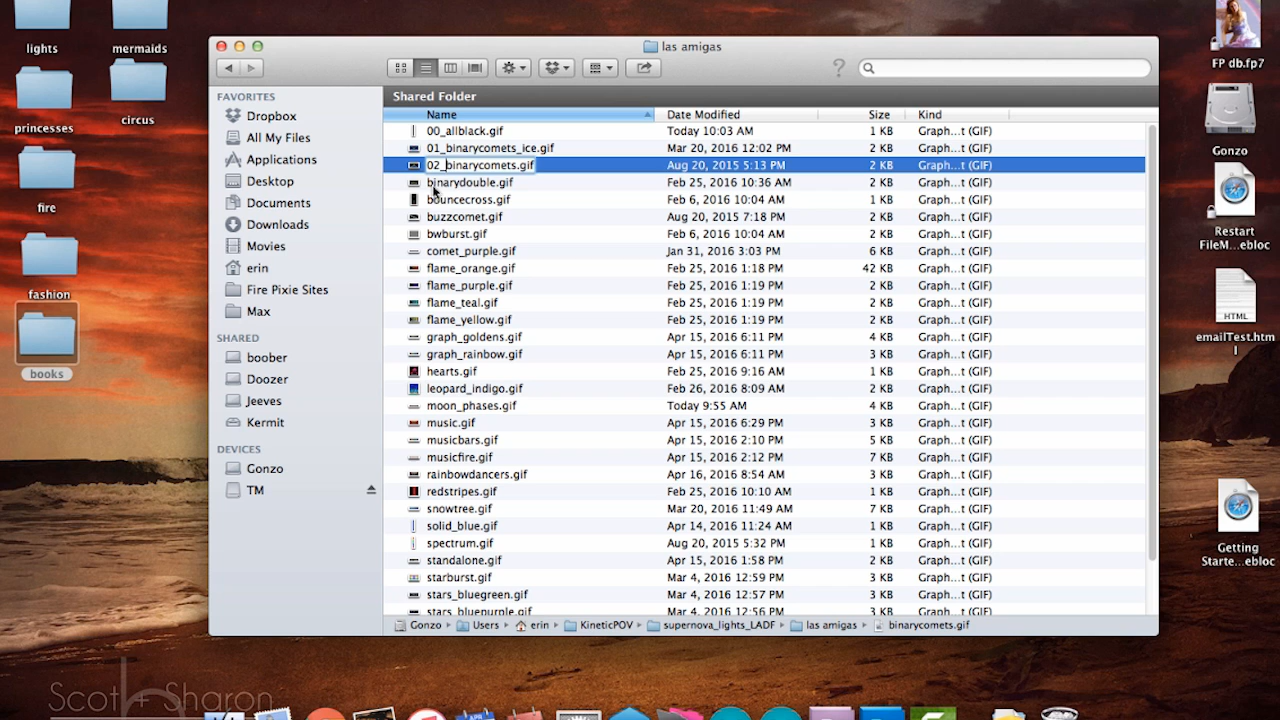 las amigas
FAVORITES
Dropbox
All My Files
Applications
Desktop
Documents
Downloads
Movies
erin
Fire Pixie Sites
Max
SHARED
boober
Doozer
Jeeves
Kermit
DEVICES
Gonzo
TM
Shared Folder
Name Date Modified Size Kind
00_allblack.gif Today 10:03 AM 1 KB Graph...t (GIF)
01_binarycomets_ice.gif Mar 20, 2016 12:02 PM 2 KB Graph...t (GIF)
02_binarycomets.gif Aug 20, 2015 5:13 PM 2 KB Graph...t (GIF)
binarydouble.gif Feb 25, 2016 10:36 AM 2 KB Graph...t (GIF)
bouncecross.gif Feb 6, 2016 10:04 AM 1 KB Graph...t (GIF)
buzzcomet.gif Aug 20, 2015 7:18 PM 2 KB Graph...t (GIF)
bwburst.gif Feb 6, 2016 10:04 AM 2 KB Graph...t (GIF)
comet_purple.gif Jan 31, 2016 3:03 PM 6 KB Graph...t (GIF)
flame_orange.gif Feb 25, 2016 1:18 PM 42 KB Graph...t (GIF)
flame_purple.gif Feb 25, 2016 1:19 PM 2 KB Graph...t (GIF)
flame_teal.gif Feb 25, 2016 1:19 PM 2 KB Graph...t (GIF)
flame_yellow.gif Feb 25, 2016 1:19 PM 2 KB Graph...t (GIF)
graph_goldens.gif Apr 15, 2016 6:11 PM 4 KB Graph...t (GIF)
graph_rainbow.gif Apr 15, 2016 6:11 PM 3 KB Graph...t (GIF)
hearts.gif Feb 25, 2016 9:16 AM 1 KB Graph...t (GIF)
leopard_indigo.gif Feb 26, 2016 8:09 AM 2 KB Graph...t (GIF)
moon_phases.gif Today 9:55 AM 4 KB Graph...t (GIF)
music.gif Apr 15, 2016 6:29 PM 3 KB Graph...t (GIF)
musicbars.gif Apr 15, 2016 2:10 PM 5 KB Graph...t (GIF)
musicfire.gif Apr 15, 2016 2:12 PM 7 KB Graph...t (GIF)
rainbowdancers.gif Apr 16, 2016 8:54 AM 3 KB Graph...t (GIF)
redstripes.gif Feb 25, 2016 10:10 AM 1 KB Graph...t (GIF)
snowtree.gif Mar 20, 2016 11:49 AM 7 KB Graph...t (GIF)
solid_blue.gif Apr 14, 2016 11:24 AM 1 KB Graph...t (GIF)
spectrum.gif Aug 20, 2015 5:32 PM 1 KB Graph...t (GIF)
standalone.gif Apr 15, 2016 1:58 PM 2 KB Graph...t (GIF)
starburst.gif Mar 4, 2016 12:59 PM 3 KB Graph...t (GIF)
stars_bluegreen.gif Mar 4, 2016 12:57 PM 3 KB Graph...t (GIF)
stars_bluepurple.gif Mar 4, 2016 12:56 PM 3 KB Graph...t (GIF)
Gonzo Users erin KineticPOV supernova_lights_LADF las amigas binarycomets.gif
lights
mermaids
princesses
circus
fire
fashion
books
FP db.fp7
Gonzo
Restart
FileM...ebloc
HTML
emailTest.htm
l
Getting
Starte...ebloc
Scott + Sharon
APR